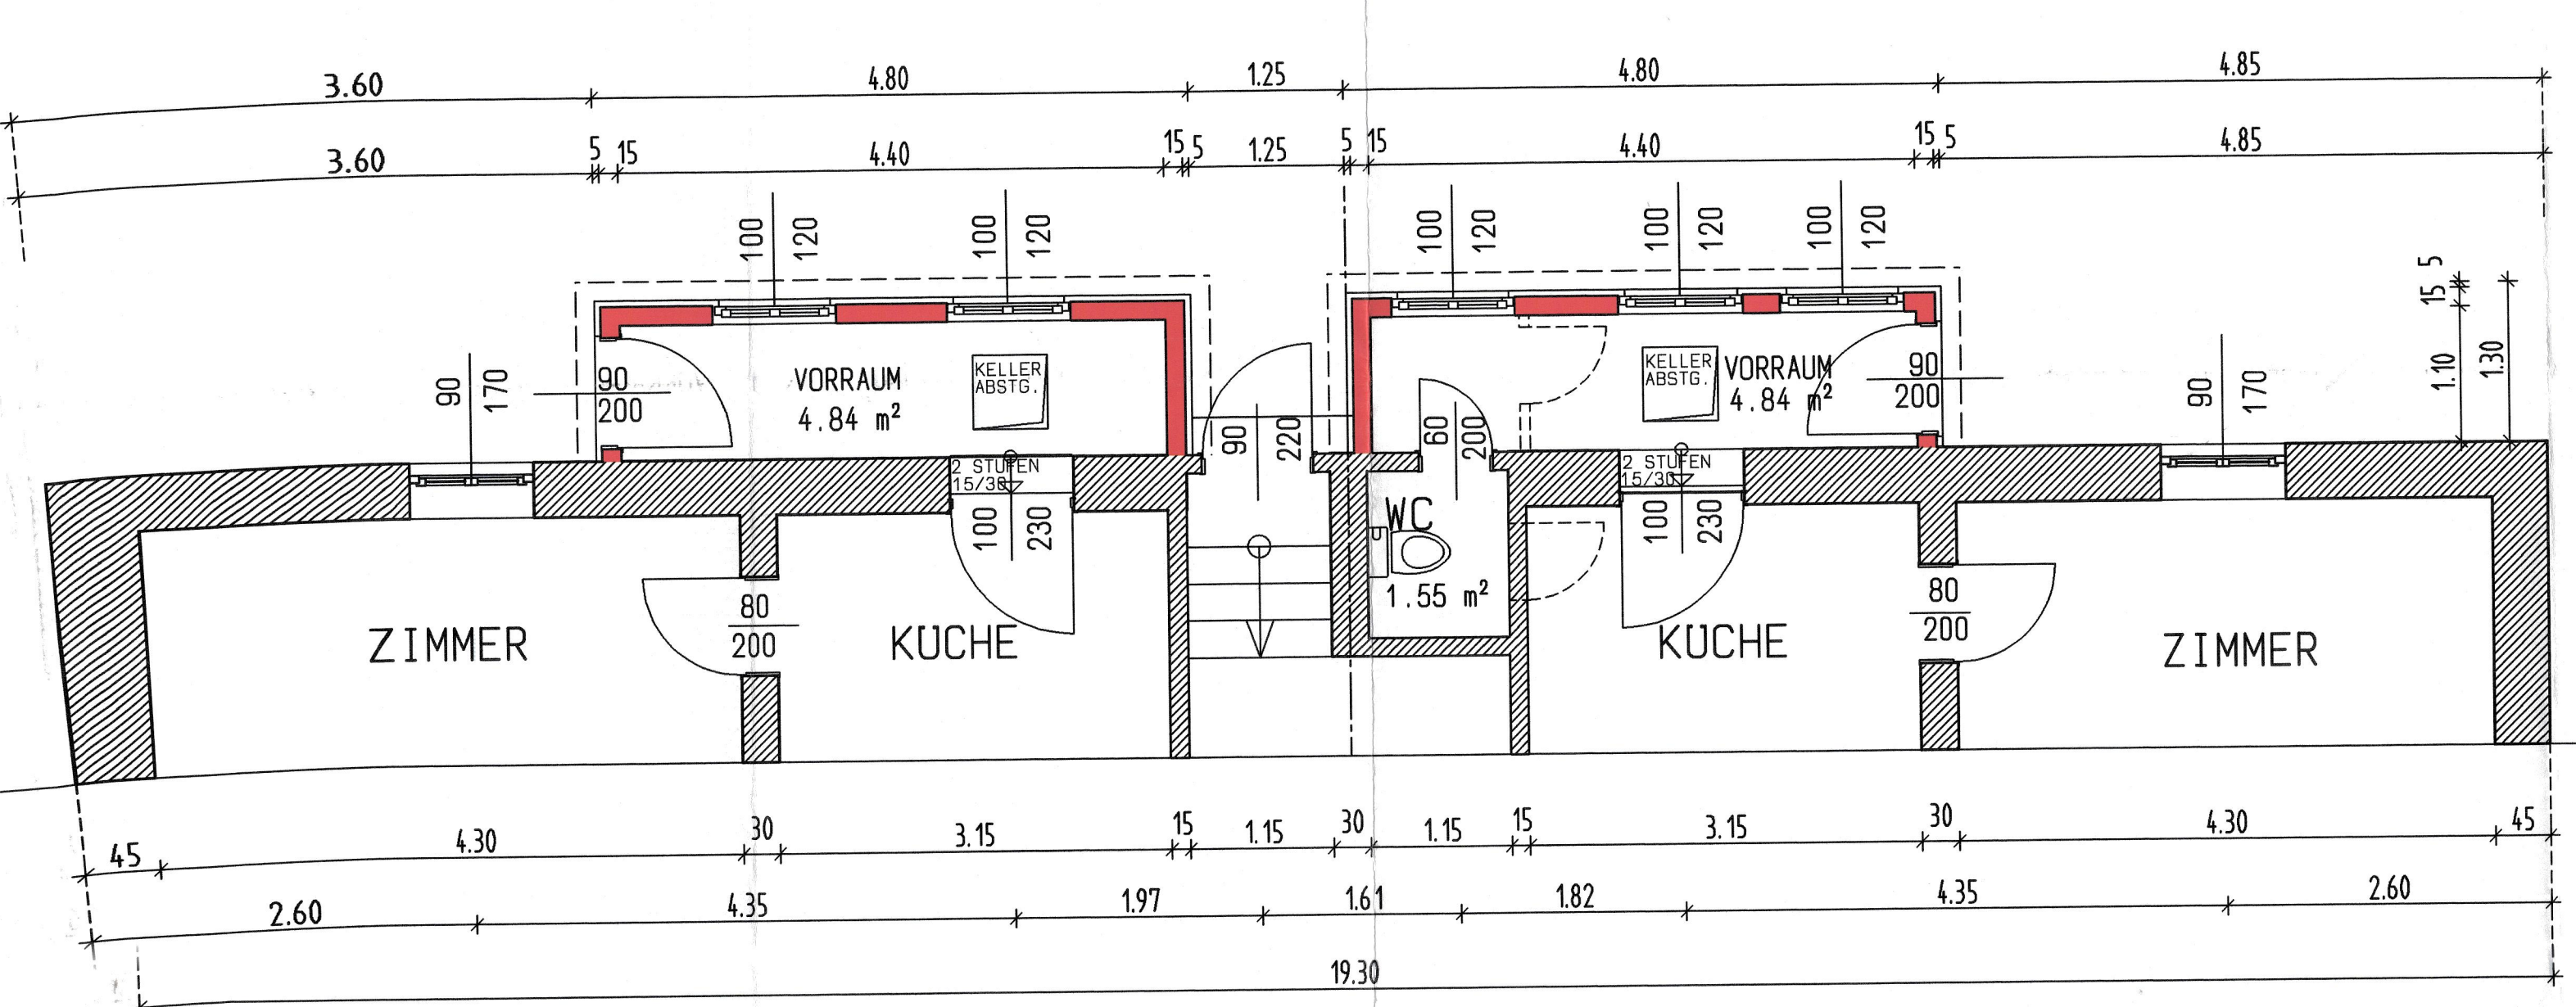 3.60 4.80 1.25 4.80 4.85
3.60 5 15 4.40 15 5 1.25 5 15 4.40 15 5 4.85
100 120 100 120 100 120 100 120 100 120
15 5
1.10 1.30
90 170
90
200
VORRAUM
4.84 m²
KELLER
ABSTG.
90 220
60 200
KELLER
ABSTG.
VORRAUM
4.84 m²
90
200
90 170
2 STUFEN
15/30
100 230
2 STUFEN
15/30
100 230
WC
1.55 m²
80
200
80
200
ZIMMER KÜCHE KÜCHE ZIMMER
45 4.30 30 3.15 15 1.15 30 1.15 15 3.15 30 4.30 45
2.60 4.35 1.97 1.61 1.82 4.35 2.60
19.30